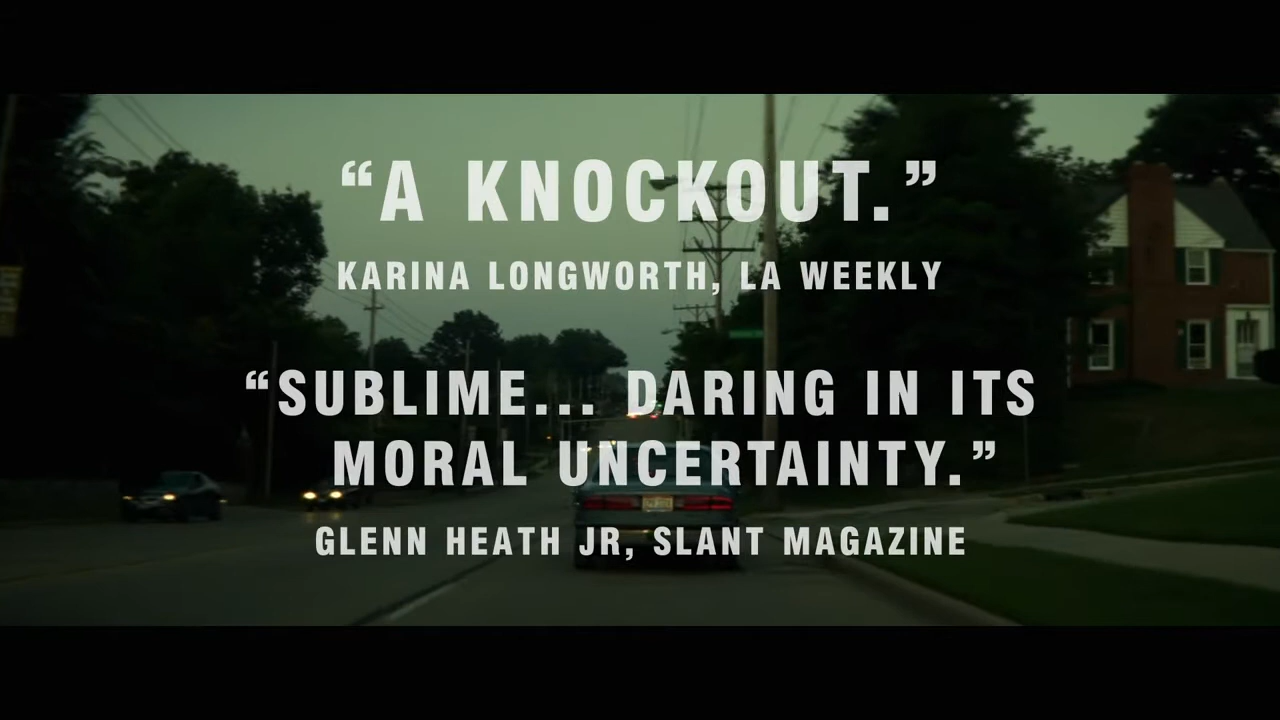 “A KNOCKOUT.”
KARINA LONGWORTH, LA WEEKLY
“SUBLIME... DARING IN ITS
MORAL UNCERTAINTY.”
GLENN HEATH JR, SLANT MAGAZINE